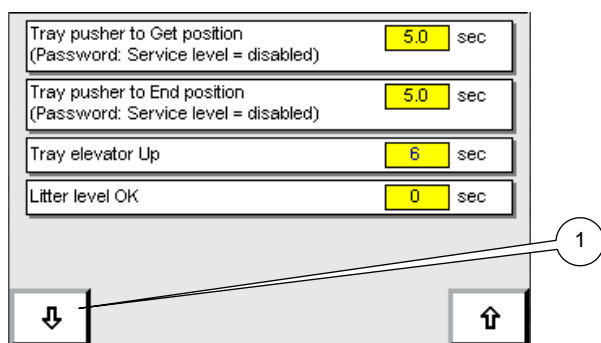 Tray pusher to Get position 5.0 sec
(Password: Service level = disabled)
Tray pusher to End position 5.0 sec
(Password: Service level = disabled)
Tray elevator Up 6 sec
Litter level OK 0 sec
1